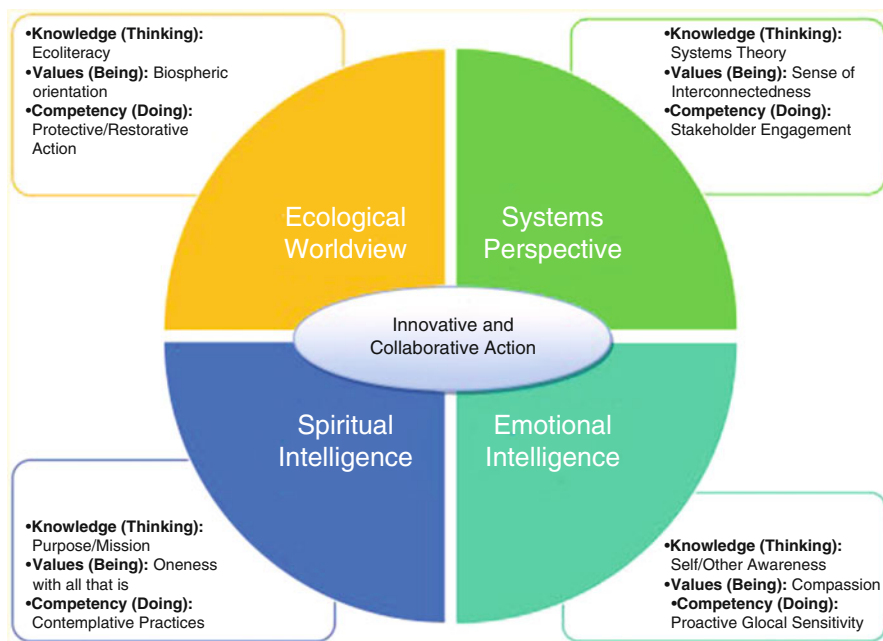 •Knowledge (Thinking):
Ecoliteracy
•Values (Being): Biospheric
orientation
•Competency (Doing):
Protective/Restorative
Action
•Knowledge (Thinking):
Systems Theory
•Values (Being): Sense of
Interconnectedness
•Competency (Doing):
Stakeholder Engagement
Ecological
Worldview
Systems
Perspective
Innovative and
Collaborative Action
Spiritual
Intelligence
Emotional
Intelligence
•Knowledge (Thinking):
Purpose/Mission
•Values (Being): Oneness
with all that is
•Competency (Doing):
Contemplative Practices
•Knowledge (Thinking):
Self/Other Awareness
•Values (Being): Compassion
•Competency (Doing):
Proactive Glocal Sensitivity